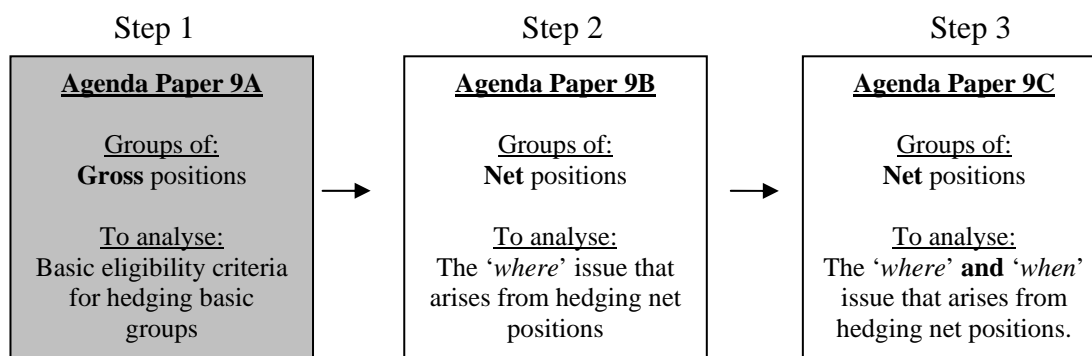 Step 1
Agenda Paper 9A
Groups of:
Gross positions
To analyse:
Basic eligibility criteria
for hedging basic
groups
Step 2
Agenda Paper 9B
Groups of:
Net positions
To analyse:
The ‘where’ issue that
arises from hedging net
positions
Step 3
Agenda Paper 9C
Groups of:
Net positions
To analyse:
The ‘where’ and ‘when’
issue that arises from
hedging net positions.